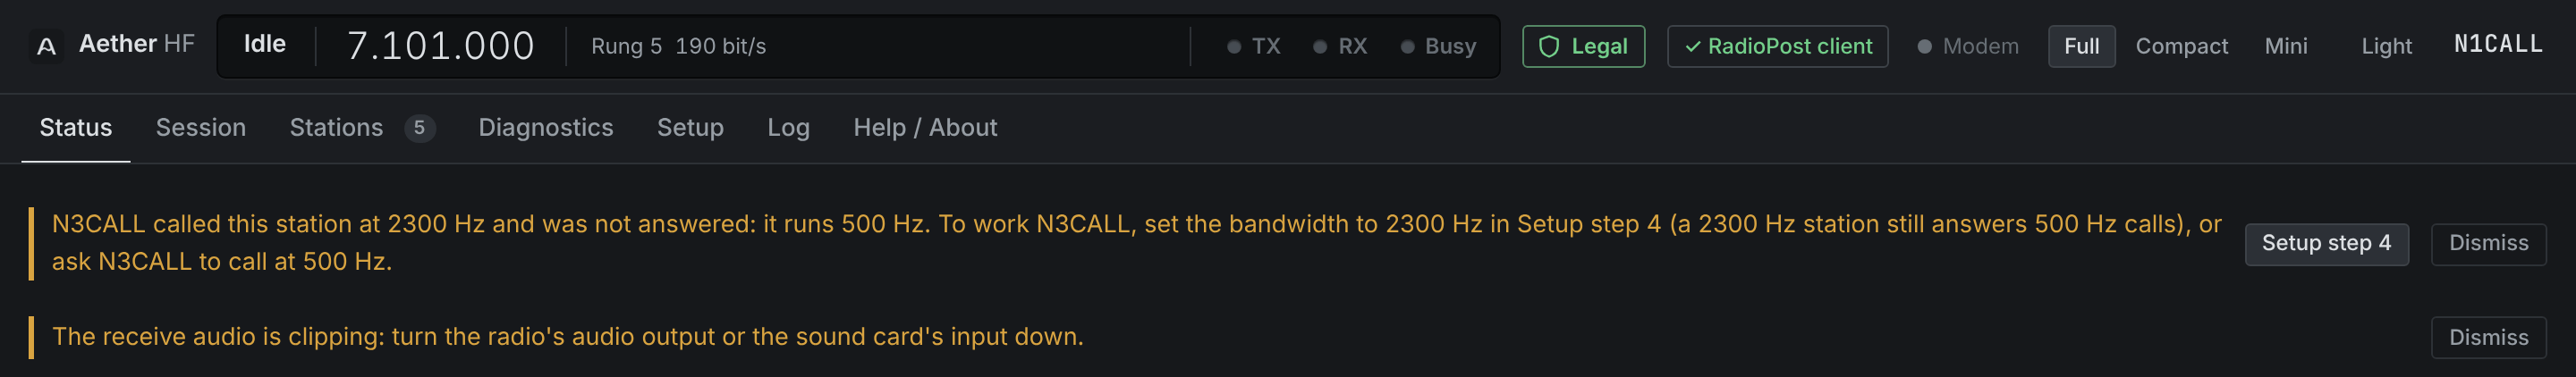 Aether HF Idle 7.101.000 Rung 5 190 bit/s TX RX Busy Legal ✓ RadioPost client Modem Full Compact Mini Light N1CALL
Status Session Stations 5 Diagnostics Setup Log Help / About
N3CALL called this station at 2300 Hz and was not answered: it runs 500 Hz. To work N3CALL, set the bandwidth to 2300 Hz in Setup step 4 (a 2300 Hz station still answers 500 Hz calls), or
ask N3CALL to call at 500 Hz.
Setup step 4 Dismiss
The receive audio is clipping: turn the radio's audio output or the sound card's input down.
Dismiss